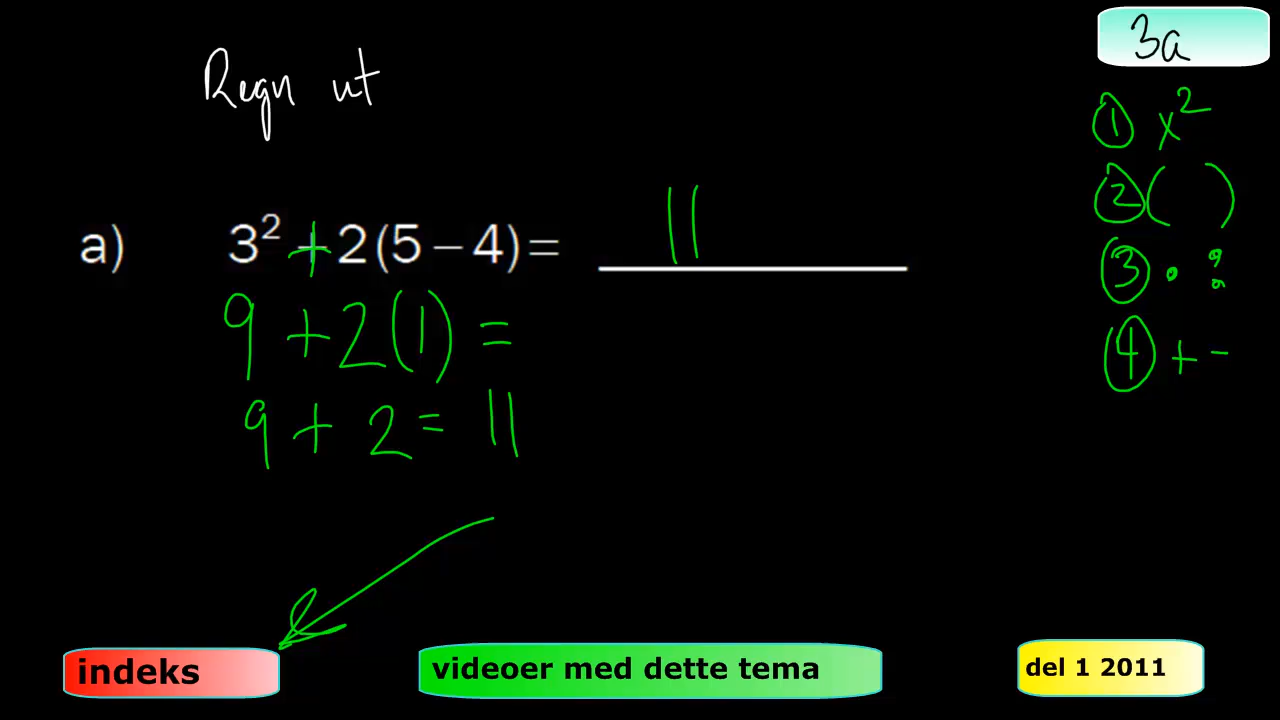 3a
Regn ut
① x²
② ( )
a) 3² + 2(5 – 4) = 11
③ · :
9 + 2(1) =
④ + -
9 + 2 = 11
indeks
videoer med dette tema
del 1 2011